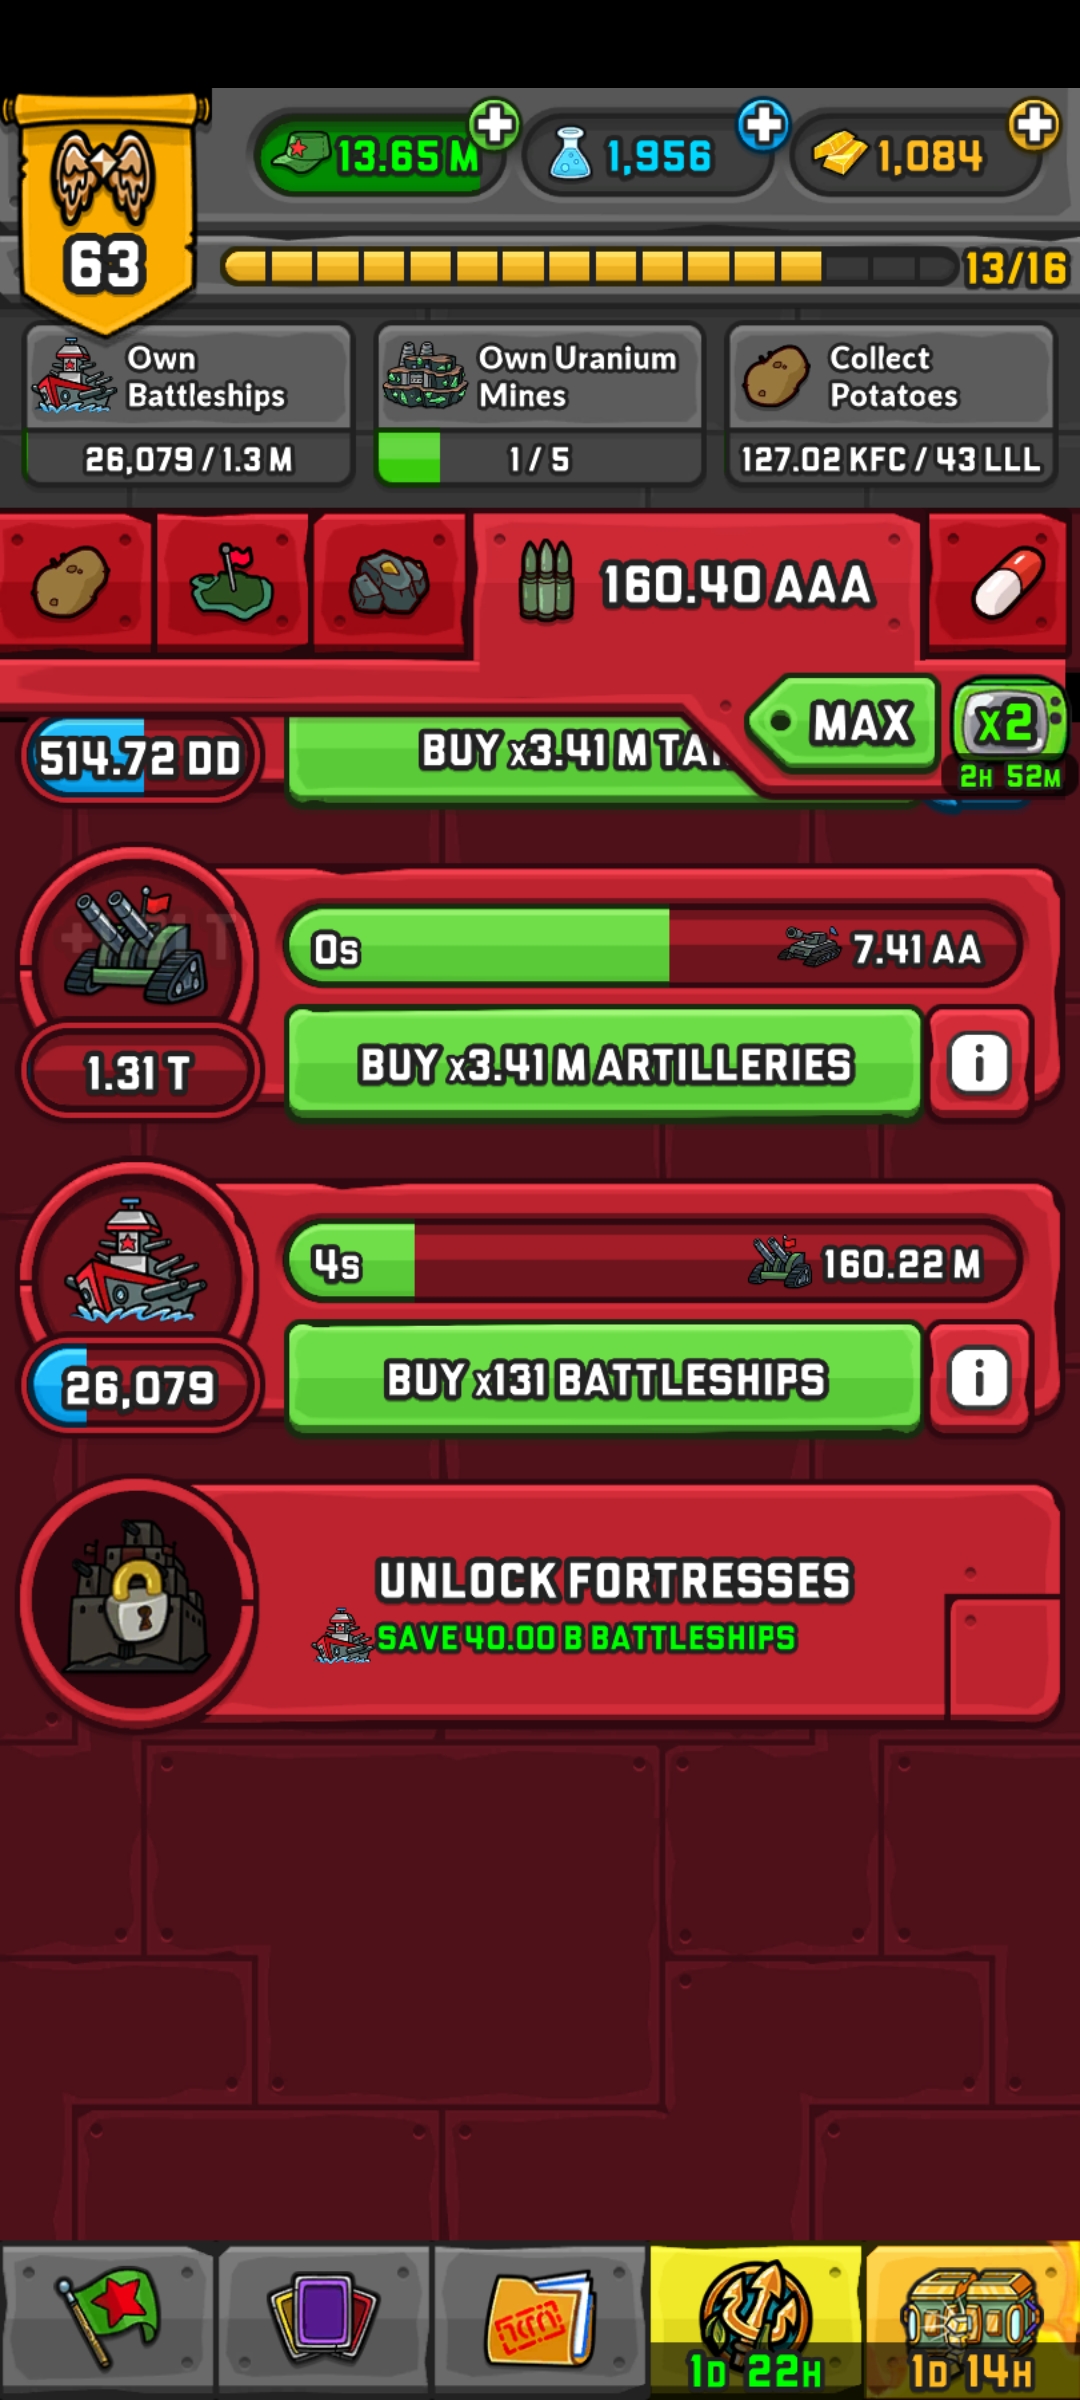 13.65 M
1,956
1,084
63
13/16
Own
Battleships
26,079 / 1.3 M
Own Uranium
Mines
1 / 5
Collect
Potatoes
127.02 KFC / 43 LLL
160.40 AAA
MAX
x2
2H 52M
514.72 DD
BUY x3.41 M
0s
7.41 AA
1.31 T
BUY x3.41 M ARTILLERIES
i
4s
160.22 M
26,079
BUY x131 BATTLESHIPS
i
UNLOCK FORTRESSES
SAVE 40.00 B BATTLESHIPS
1D 22H
1D 14H